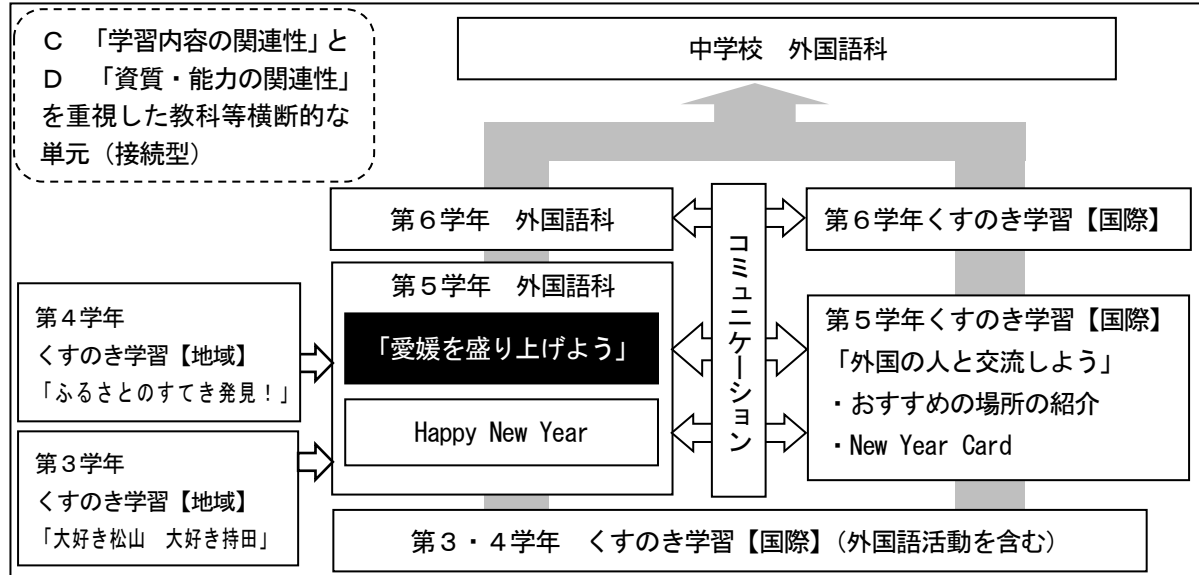 C 「学習内容の関連性」と
D 「資質・能力の関連性」
を重視した教科等横断的な
単元（接続型）
中学校 外国語科
第６学年 外国語科
コミュニケーション
第６学年くすのき学習【国際】
第５学年 外国語科
「愛媛を盛り上げよう」
Happy New Year
第４学年
くすのき学習【地域】
「ふるさとのすてき発見！」
第３学年
くすのき学習【地域】
「大好き松山 大好き持田」
第５学年くすのき学習【国際】
「外国の人と交流しよう」
・おすすめの場所の紹介
・New Year Card
第３・４学年 くすのき学習【国際】（外国語活動を含む）